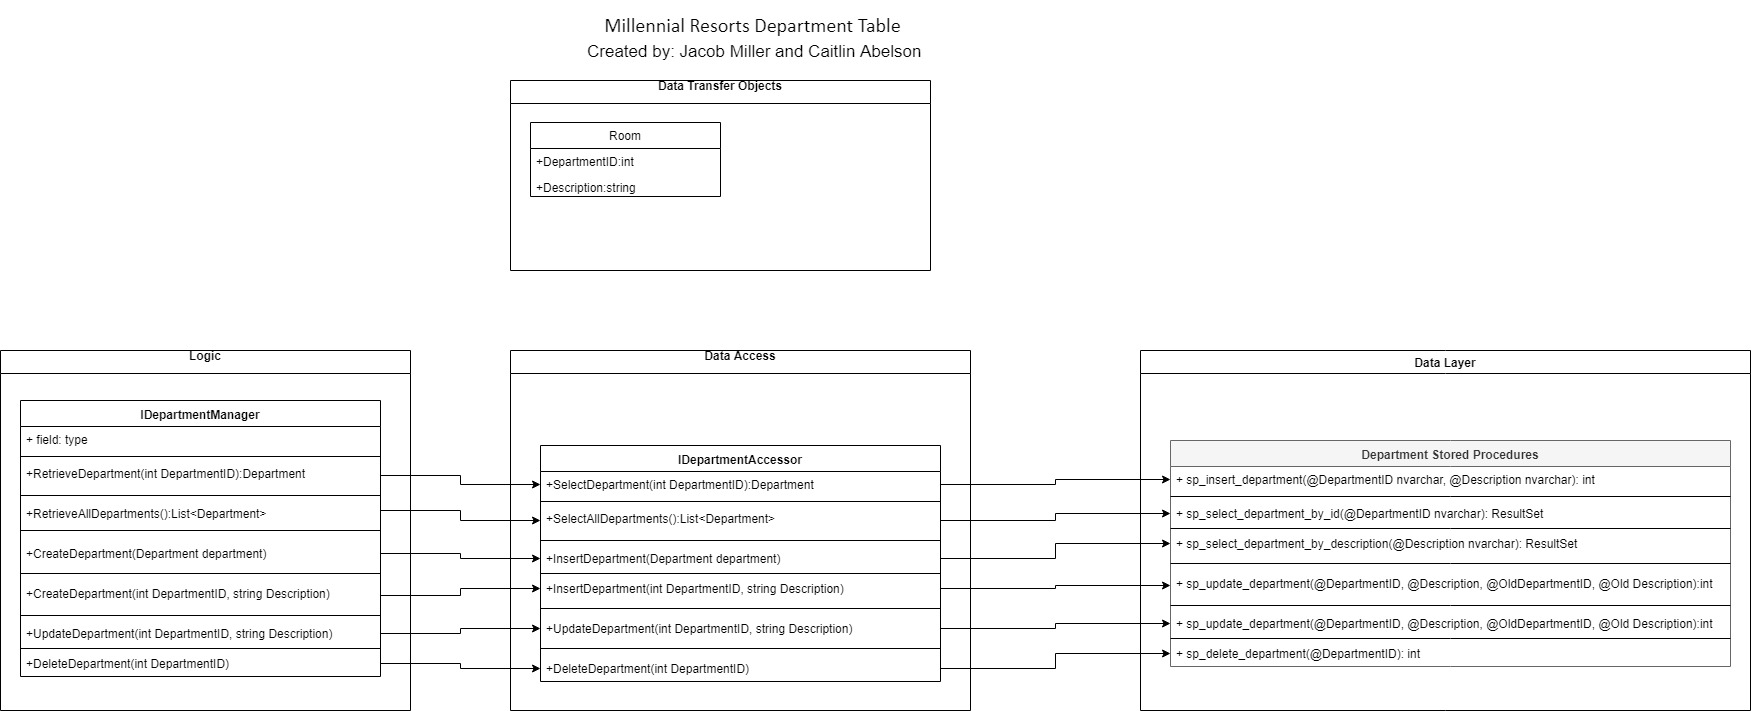 Millennial Resorts Department Table
Created by: Jacob Miller and Caitlin Abelson
Data Transfer Objects
Room
+DepartmentID:int
+Description:string
Logic
IDepartmentManager
+ field: type
+RetrieveDepartment(int DepartmentID):Department
+RetrieveAllDepartments():List<Department>
+CreateDepartment(Department department)
+CreateDepartment(int DepartmentID, string Description)
+UpdateDepartment(int DepartmentID, string Description)
+DeleteDepartment(int DepartmentID)
Data Access
IDepartmentAccessor
+SelectDepartment(int DepartmentID):Department
+SelectAllDepartments():List<Department>
+InsertDepartment(Department department)
+InsertDepartment(int DepartmentID, string Description)
+UpdateDepartment(int DepartmentID, string Description)
+DeleteDepartment(int DepartmentID)
Data Layer
Department Stored Procedures
+ sp_insert_department(@DepartmentID nvarchar, @Description nvarchar): int
+ sp_select_department_by_id(@DepartmentID nvarchar): ResultSet
+ sp_select_department_by_description(@Description nvarchar): ResultSet
+ sp_update_department(@DepartmentID, @Description, @OldDepartmentID, @Old Description):int
+ sp_update_department(@DepartmentID, @Description, @OldDepartmentID, @Old Description):int
+ sp_delete_department(@DepartmentID): int